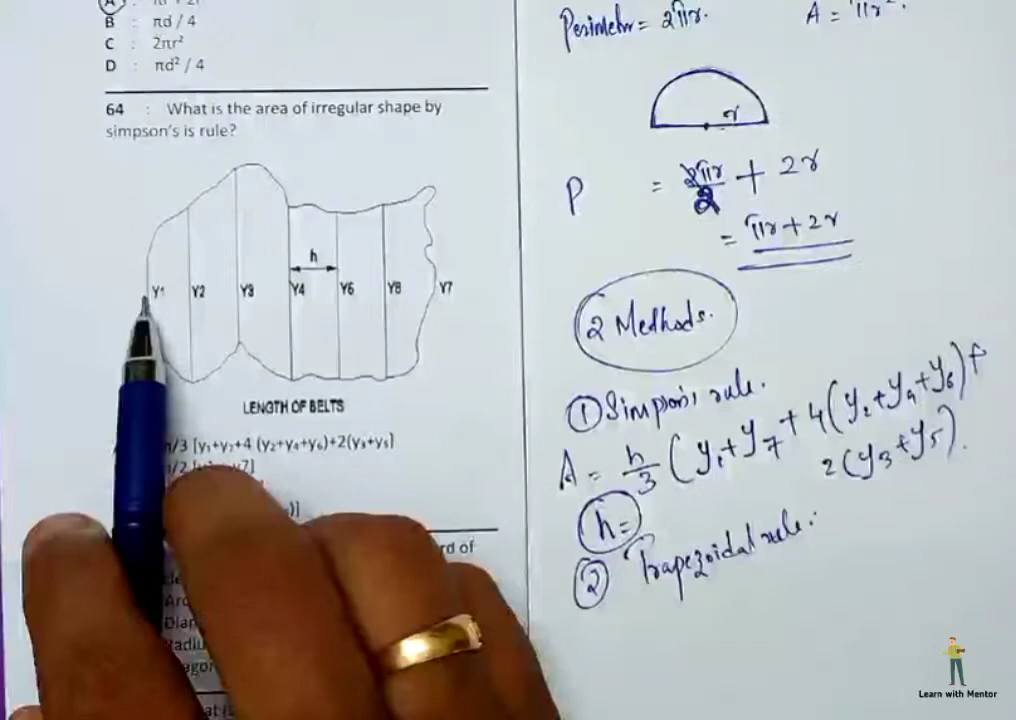 B : πd / 4
C : 2πr²
D : πd² / 4
64 : What is the area of irregular shape by
simpson's is rule?
h
Y1 Y2 Y3 Y4 Y6 Y8 Y7
LENGTH OF BELTS
h/3 [y₁+y₇+4 (y₂+y₄+y₆)+2(y₃+y₅]
rd of
Perimeter = 2πr.
A = πr².
r
P = 2πr/2 + 2r
= πr + 2r
2 Methods.
① Simpson's rule.
A = h/3 (y₁+y₇ + 4(y₂+y₄+y₆) +
2(y₃+y₅).
h =
② Trapezoidal rule:
Learn with Mentor